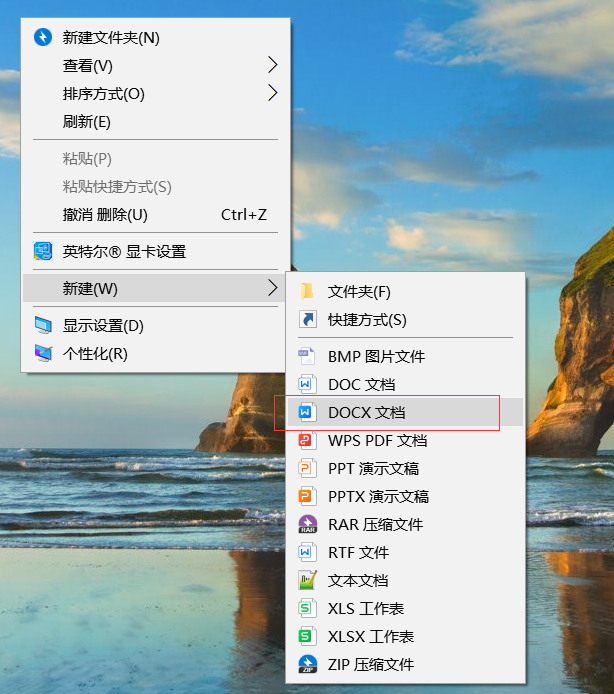 新建文件夹(N)
查看(V)
排序方式(O)
刷新(E)
粘贴(P)
粘贴快捷方式(S)
撤消 删除(U) Ctrl+Z
英特尔® 显卡设置
新建(W)
显示设置(D)
个性化(R)
文件夹(F)
快捷方式(S)
BMP 图片文件
DOC 文档
DOCX 文档
WPS PDF 文档
PPT 演示文稿
PPTX 演示文稿
RAR 压缩文件
RTF 文件
文本文档
XLS 工作表
XLSX 工作表
ZIP 压缩文件